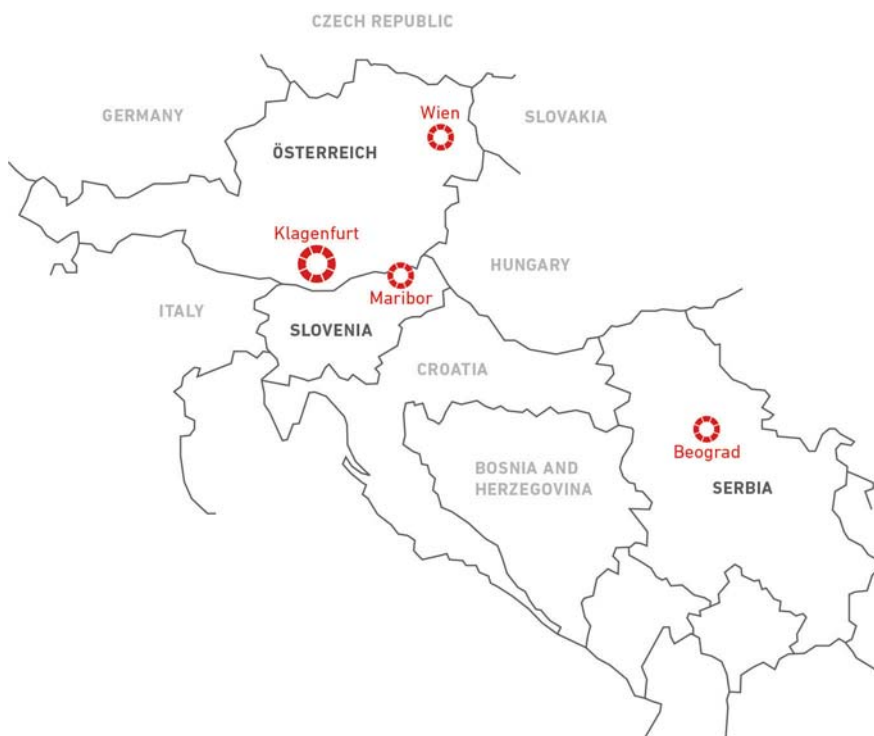 CZECH REPUBLIC
GERMANY
Wien
SLOVAKIA
ÖSTERREICH
Klagenfurt
HUNGARY
Maribor
ITALY
SLOVENIA
CROATIA
Beograd
BOSNIA AND
HERZEGOVINA
SERBIA